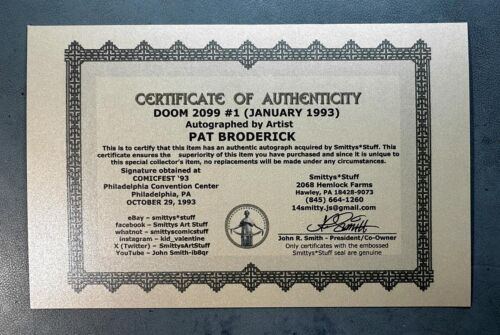 CERTIFICATE OF AUTHENTICITY
DOOM 2099 #1 (JANUARY 1993)
Autographed by Artist
PAT BRODERICK
This is to certify that this item has an authentic autograph acquired by Smittys*Stuff. This
certificate ensures the superiority of this item you have purchased and since it is unique to
this special collector's item, no replacements will be made under any circumstances.
Signature obtained at
COMICFEST '93
Philadelphia Convention Center
Philadelphia, PA
OCTOBER 29, 1993
eBay – smittys*stuff
facebook – Smittys Art Stuff
whatnot – smittyscomicstuff
instagram – kid_valentine
X (Twitter) – SmittysArtStuff
YouTube – John Smith-ib8qr
Smittys*Stuff
2068 Hemlock Farms
Hawley, PA 18428-9073
(845) 664-1260
14smitty.js@gmail.com
John R. Smith - President/Co-Owner
Only certificates with the embossed
Smittys*Stuff seal are genuine